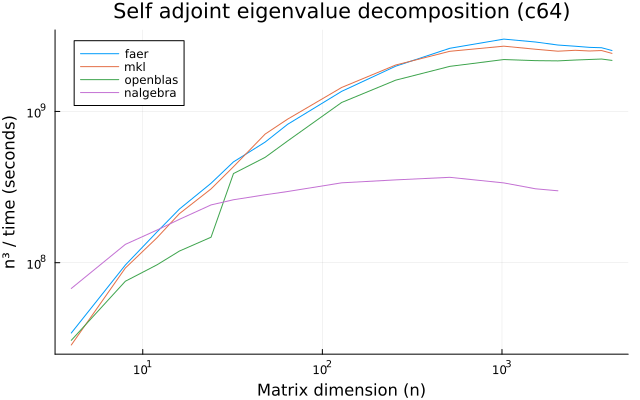 Self adjoint eigenvalue decomposition (c64)
faer
mkl
openblas
nalgebra
n³ / time (seconds)
10⁹
10⁸
10¹ 10² 10³
Matrix dimension (n)